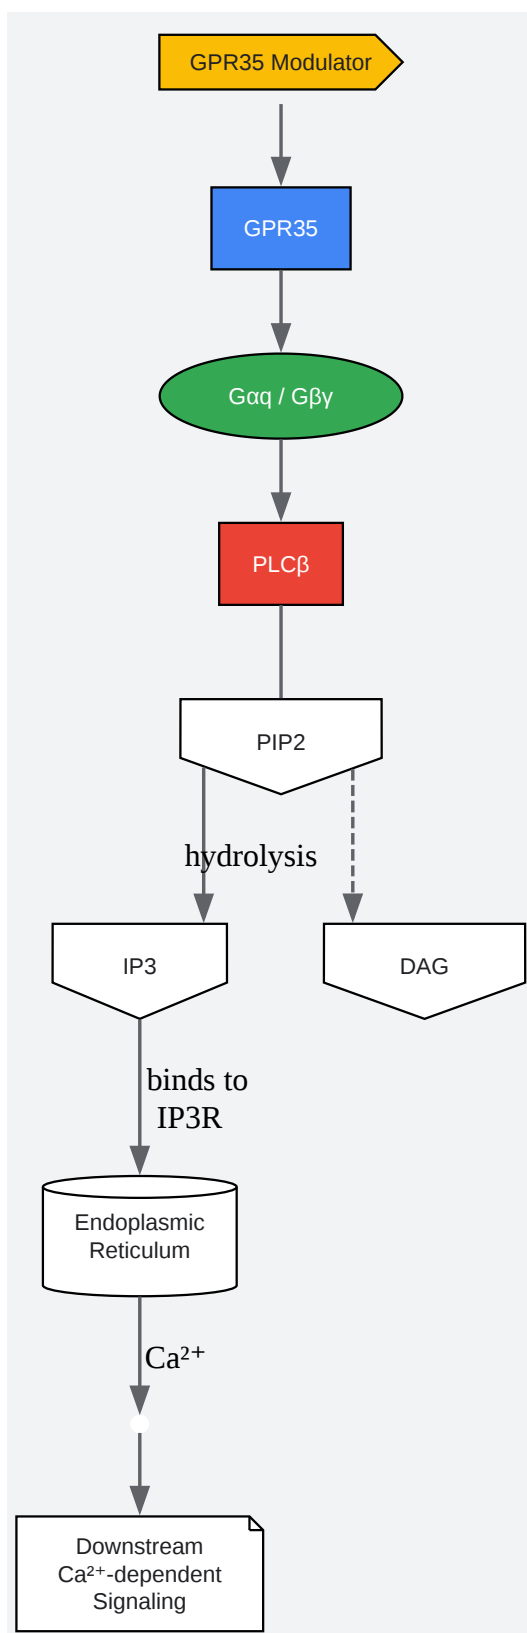 GPR35 Modulator
GPR35
Gαq / Gβγ
PLCβ
PIP2
hydrolysis
IP3
DAG
binds to
IP3R
Endoplasmic
Reticulum
Ca²⁺
Downstream
Ca²⁺-dependent
Signaling